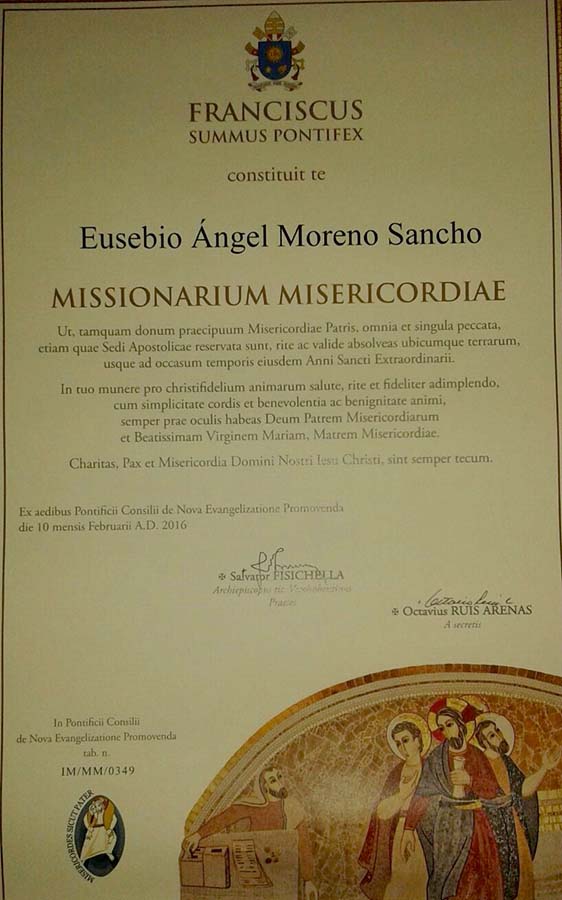 FRANCISCUS
SUMMUS PONTIFEX
constituit te
Eusebio Ángel Moreno Sancho
MISSIONARIUM MISERICORDIAE
Ut, tamquam donum praecipuum Misericordiae Patris, omnia et singula peccata,
etiam quae Sedi Apostolicae reservata sunt, rite ac valide absolveas ubicumque terrarum,
usque ad occasum temporis eiusdem Anni Sancti Extraordinarii.
In tuo munere pro christifidelium animarum salute, rite et fideliter adimplendo,
cum simplicitate cordis et benevolentia ac benignitate animi,
semper prae oculis habeas Deum Patrem Misericordiarum
et Beatissimam Virginem Mariam, Matrem Misericordiae.
Charitas, Pax et Misericordia Domini Nostri Iesu Christi, sint semper tecum.
Ex aedibus Pontificii Consilii de Nova Evangelizatione Promovenda
die 10 mensis Februarii A.D. 2016
✠ Salvator FISICHELLA
Archiepiscopus tit.
Praeses
✠ Octavius RUIS ARENAS
A secretis
In Pontificii Consilii
de Nova Evangelizatione Promovenda
tab. n.
IM/MM/0349
MISERICORDES SICUT PATER